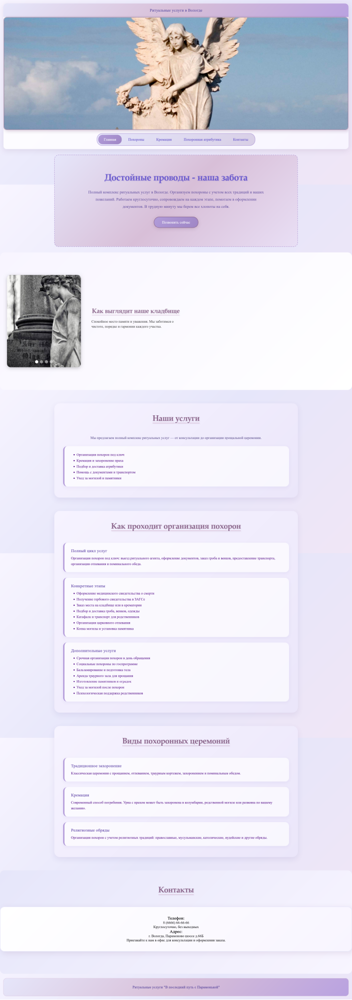 Ритуальные услуги в Вологде
Главная
Похороны
Кремация
Похоронная атрибутика
Контакты
Достойные проводы - наша забота
Полный комплекс ритуальных услуг в Вологде. Организуем похороны с учетом всех традиций и ваших
пожеланий. Работаем круглосуточно, сопровождаем на каждом этапе, помогаем в оформлении
документов. В трудную минуту мы берем все хлопоты на себя.
Позвонить сейчас
Hier
Olga
Как выглядит наше кладбище
Спокойное место памяти и уважения. Мы заботимся о
чистоте, порядке и гармонии каждого участка.
Наши услуги
Мы предлагаем полный комплекс ритуальных услуг — от консультации до организации прощальной церемонии.
Организация похорон под ключ
Кремация и захоронение праха
Подбор и доставка атрибутики
Помощь с документами и транспортом
Уход за могилой и памятники
Как проходит организация похорон
Полный цикл услуг
Организация похорон под ключ: выезд ритуального агента, оформление документов, заказ гроба и венков, предоставление транспорта,
организация отпевания и поминального обеда.
Конкретные этапы
Оформление медицинского свидетельства о смерти
Получение гербового свидетельства в ЗАГСе
Заказ места на кладбище или в крематории
Подбор и доставка гроба, венков, одежды
Катафалк и транспорт для родственников
Организация церковного отпевания
Копка могилы и установка памятника
Дополнительные услуги
Срочная организация похорон в день обращения
Социальные похороны по госпрограмме
Бальзамирование и подготовка тела
Аренда траурного зала для прощания
Изготовление памятников и оградок
Уход за могилой после похорон
Психологическая поддержка родственников
Виды похоронных церемоний
Традиционное захоронение
Классическая церемония с прощанием, отпеванием, траурным кортежем, захоронением и поминальным обедом.
Кремация
Современный способ погребения. Урна с прахом может быть захоронена в колумбарии, родственной могиле или развеяна по вашему
желанию.
Религиозные обряды
Организация похорон с учетом религиозных традиций: православные, мусульманские, католические, иудейские и другие обряды.
Контакты
Телефон:
8 (6666) 66-66-66
Круглосуточно, без выходных
Адрес:
г. Вологда, Парамоново шоссе д.66Б
Приезжайте к нам в офис для консультации и оформления заказа.
Ритуальные услуги "В последний путь с Парамонькой"